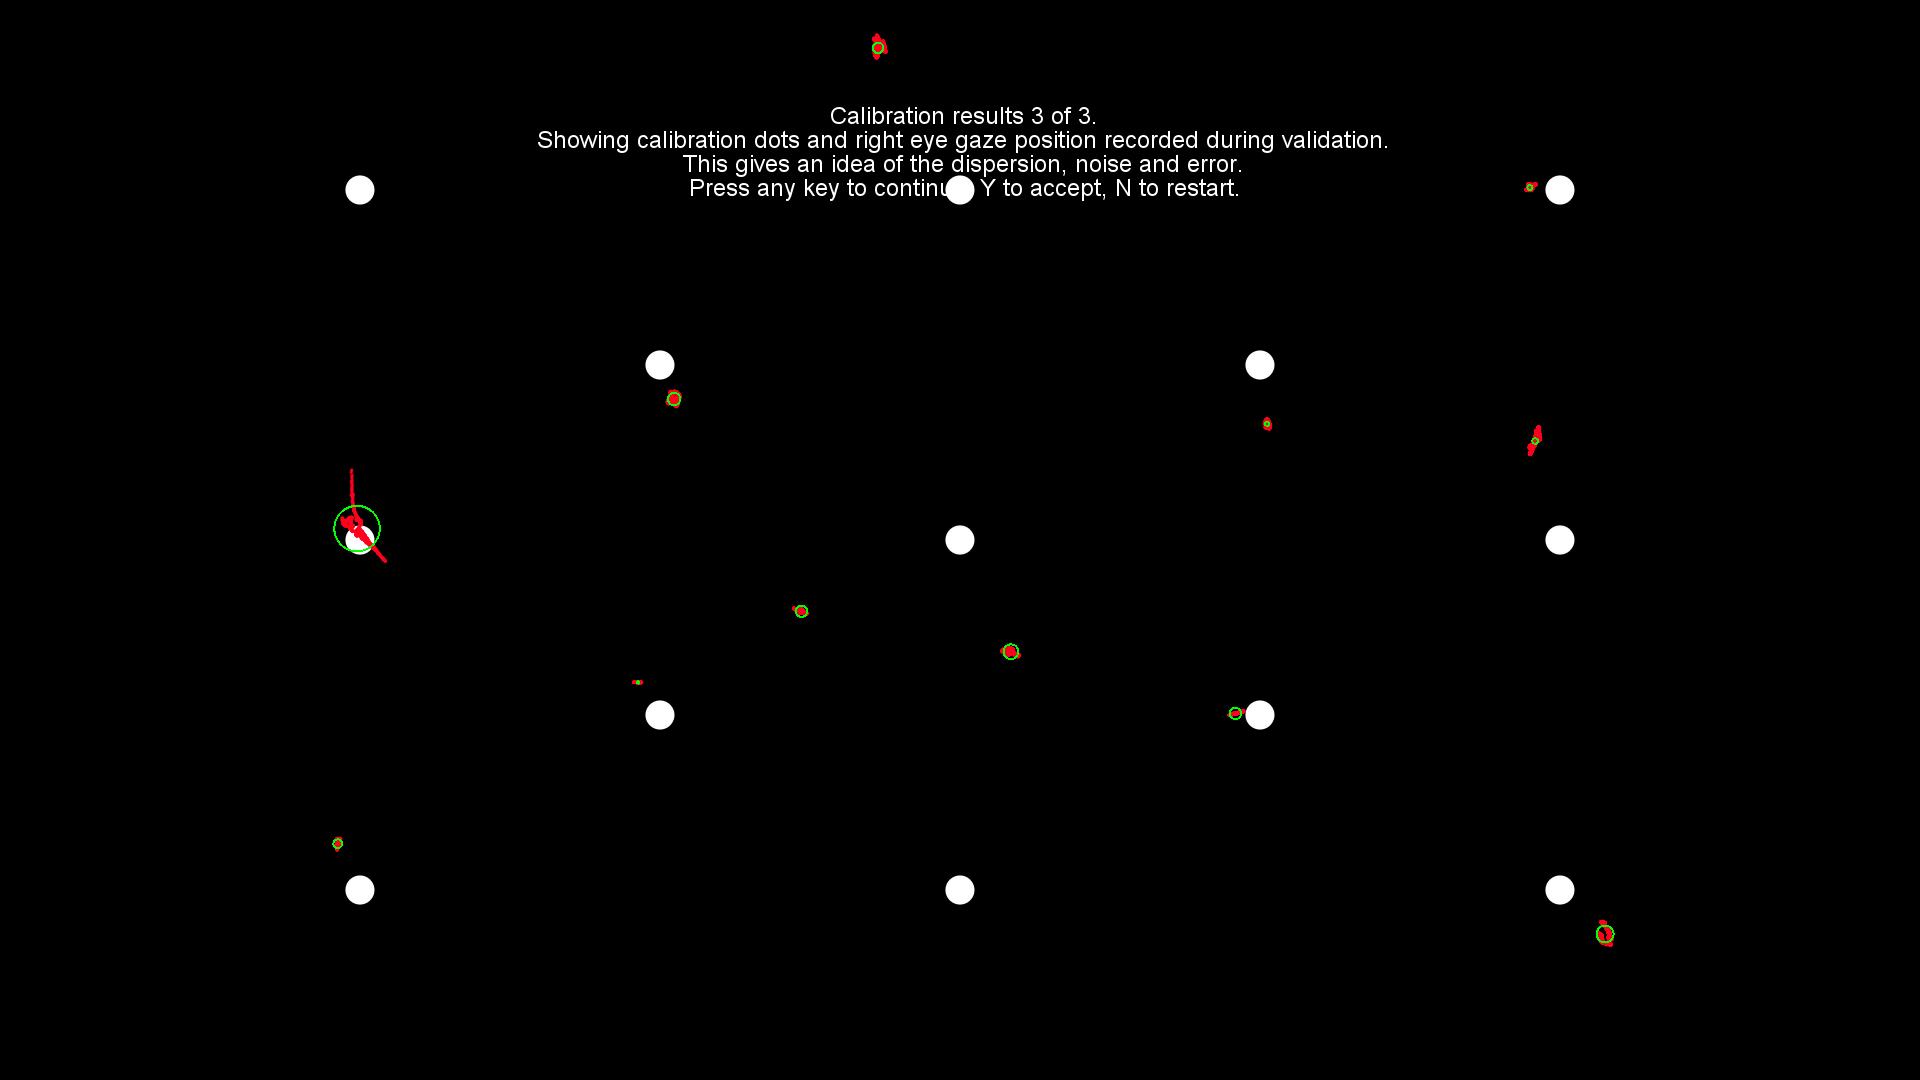 Calibration results 3 of 3.
Showing calibration dots and right eye gaze position recorded during validation.
This gives an idea of the dispersion, noise and error.
Press any key to continu Y to accept, N to restart.